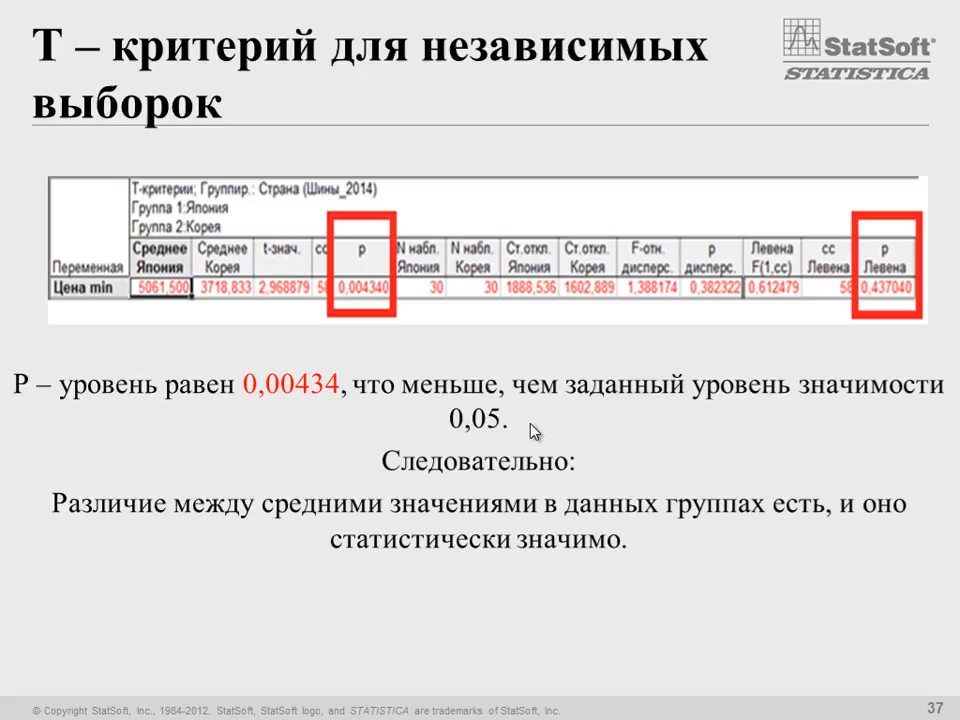 Т – критерий для независимых
выборок
StatSoft®
STATISTICA
Т-критерии; Группир.: Страна (Шины_2014)
Группа 1:Япония
Группа 2:Корея
Переменная Среднее Япония Среднее Корея t-знач. сс p N набл. Япония N набл. Корея Ст.откл. Япония Ст.откл. Корея F-отн. дисперс. p дисперс. Левена F(1,сс) сс Левена p Левена
Цена min 5061,500 3718,833 2,968879 58 0,004340 30 30 1888,536 1602,889 1,388174 0,382322 0,612479 58 0,437040
Р – уровень равен 0,00434, что меньше, чем заданный уровень значимости
0,05.
Следовательно:
Различие между средними значениями в данных группах есть, и оно
статистически значимо.
© Copyright StatSoft, Inc., 1984-2012. StatSoft, StatSoft logo, and STATISTICA are trademarks of StatSoft, Inc.
37